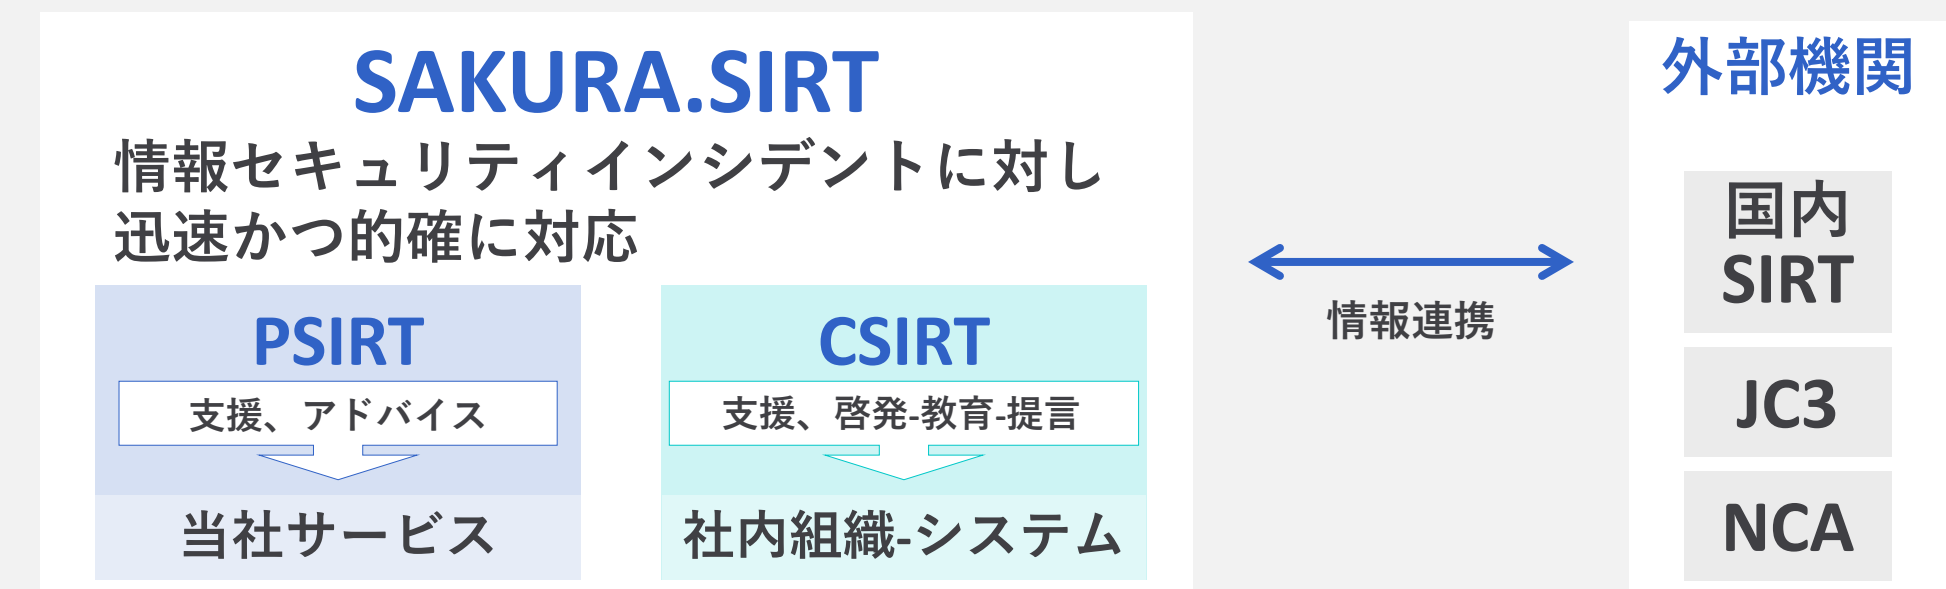 SAKURA.SIRT
情報セキュリティインシデントに対し
迅速かつ的確に対応
PSIRT
支援、アドバイス
当社サービス
CSIRT
支援、啓発-教育-提言
社内組織-システム
情報連携
外部機関
国内
SIRT
JC3
NCA